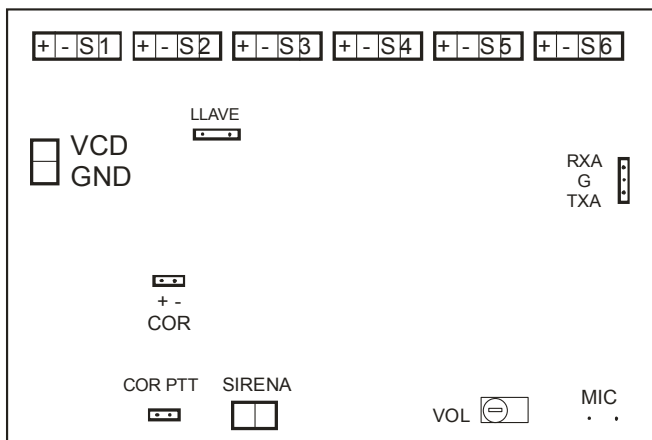 + - S1 + - S2 + - S3 + - S4 + - S5 + - S6
LLAVE
VCD
GND
RXA
G
TXA
+ -
COR
COR PTT
SIRENA
VOL
MIC